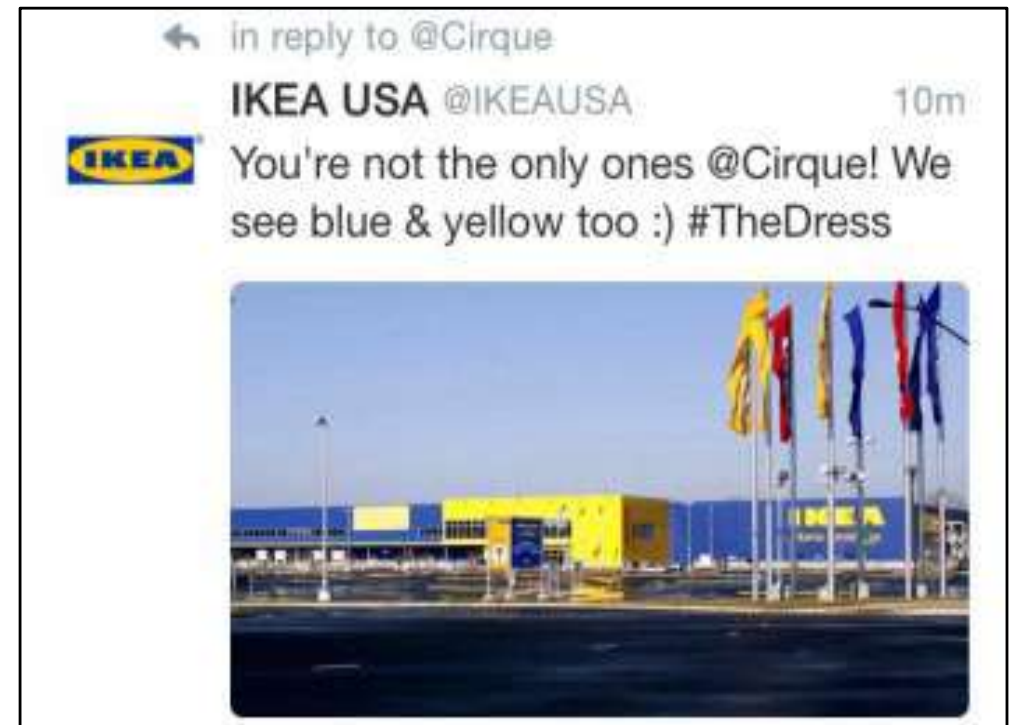 in reply to @Cirque
IKEA USA @IKEAUSA 10m
IKEA
You're not the only ones @Cirque! We
see blue & yellow too :) #TheDress
IKEA